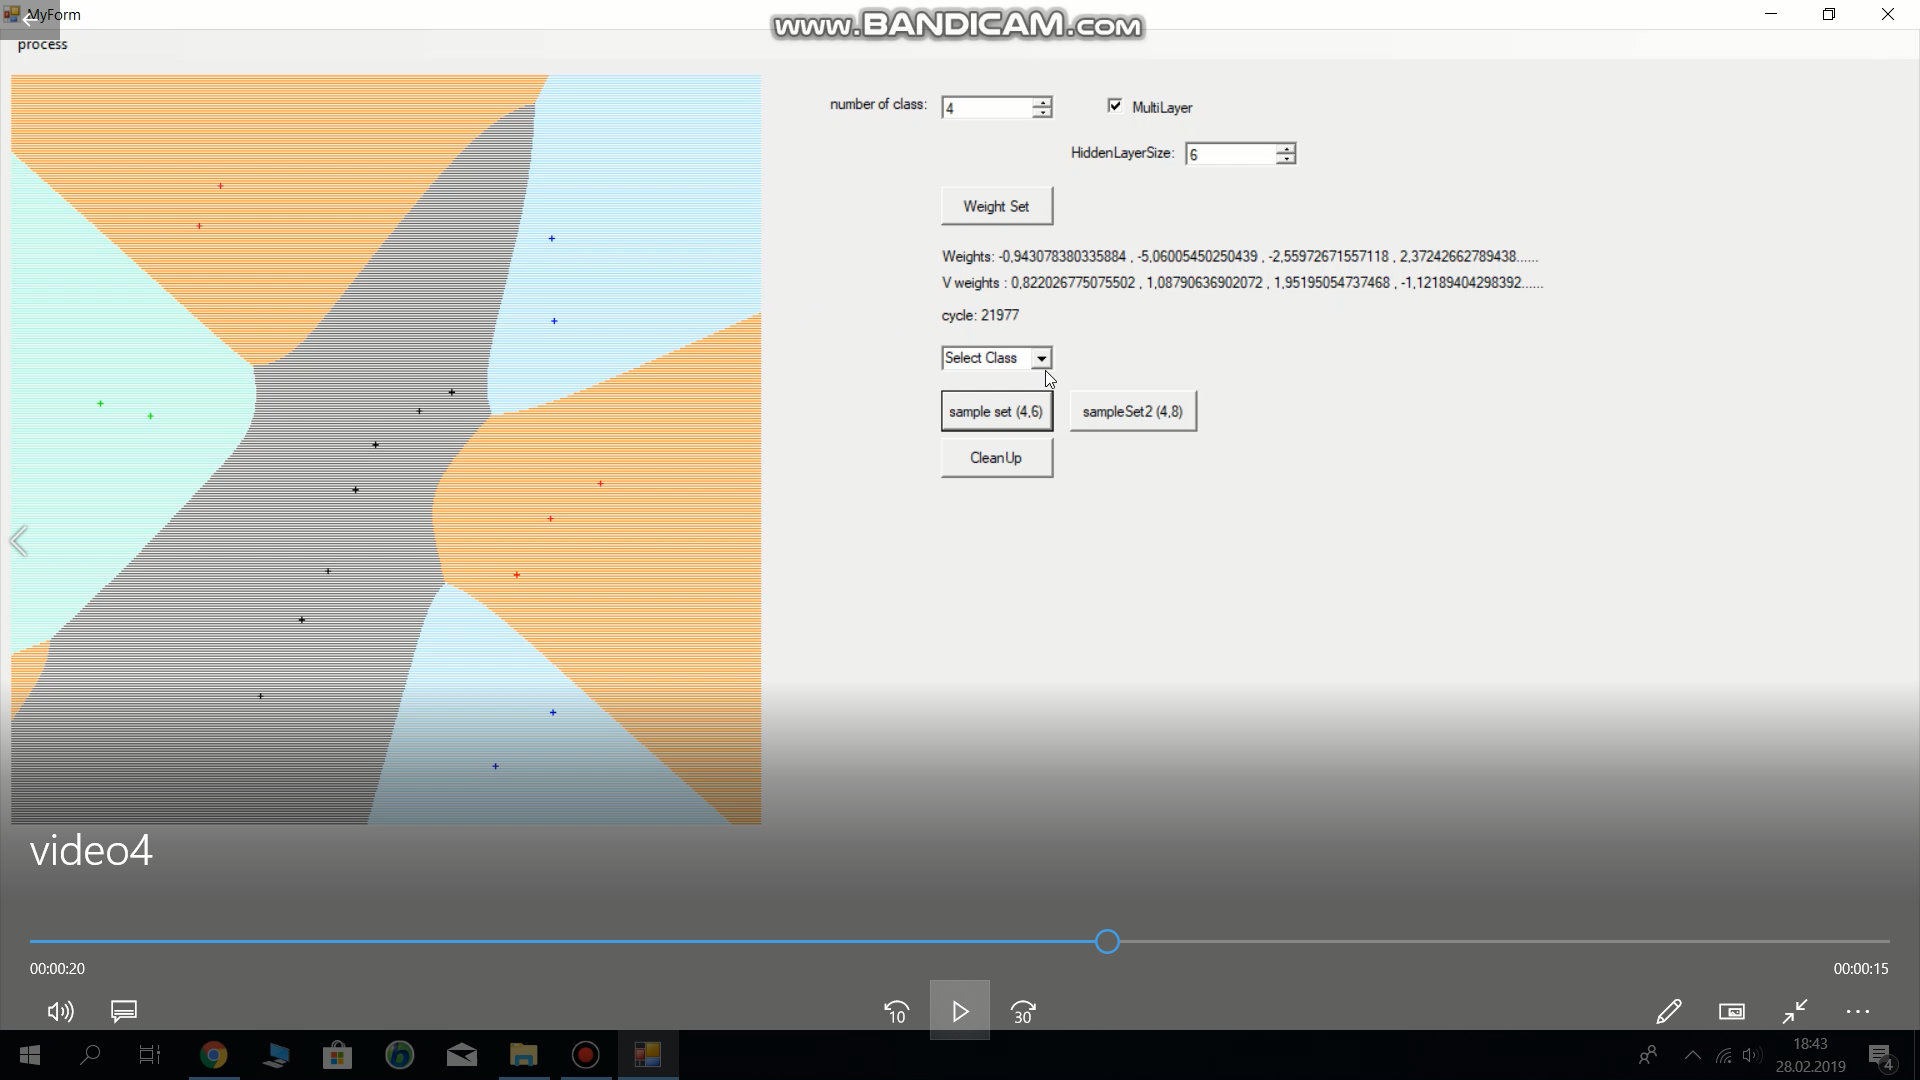 MyForm
www.BANDICAM.com
process
number of class: 4
MultiLayer
HiddenLayerSize: 6
Weight Set
Weights: -0,943078380335884 , -5,06005450250439 , -2,55972671557118 , 2,37242662789438......
V weights : 0,822026775075502 , 1,08790636902072 , 1,95195054737468 , -1,12189404298392......
cycle: 21977
Select Class
sample set (4,6)
sampleSet2 (4,8)
CleanUp
video4
00:00:20
00:00:15
10
30
18:43
28.02.2019
4